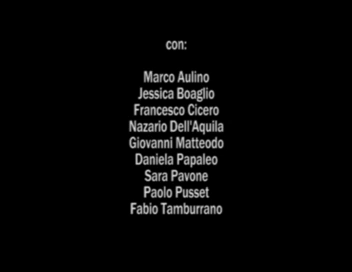 con:
Marco Aulino
Jessica Boaglio
Francesco Cicero
Nazario Dell'Aquila
Giovanni Matteodo
Daniela Papaleo
Sara Pavone
Paolo Pusset
Fabio Tamburrano